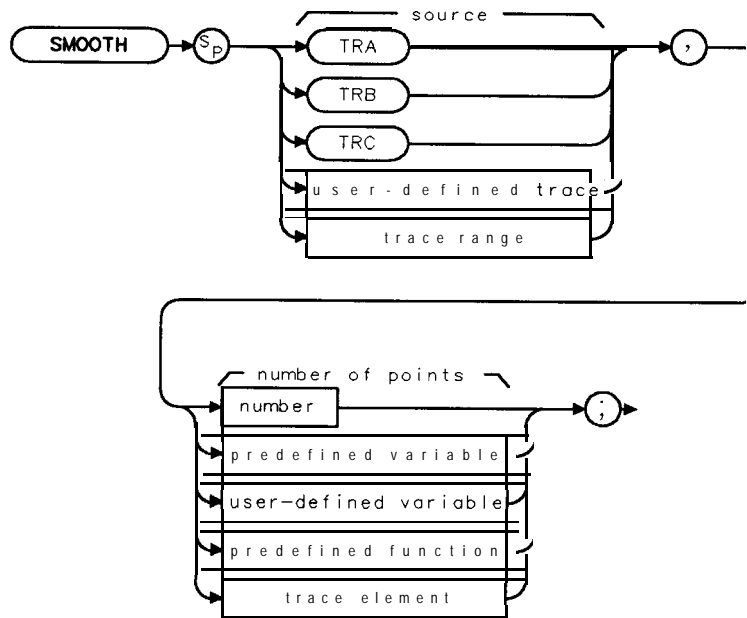 source
SMOOTH
SP
TRA
,
TRB
TRC
user-defined trace
trace range
number of points
number
;
predefined variable
user-defined variable
predefined function
trace element